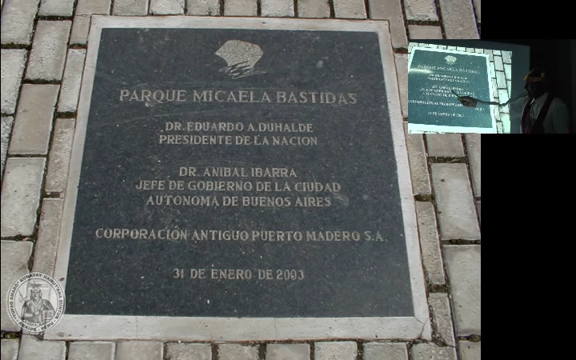 PARQUE MICAELA BASTIDAS
DR. EDUARDO A. DUHALDE
PRESIDENTE DE LA NACION
DR. ANIBAL IBARRA
JEFE DE GOBIERNO DE LA CIUDAD
AUTONOMA DE BUENOS AIRES
CORPORACIÓN ANTIGUO PUERTO MADERO S.A.
31 DE ENERO DE 2003